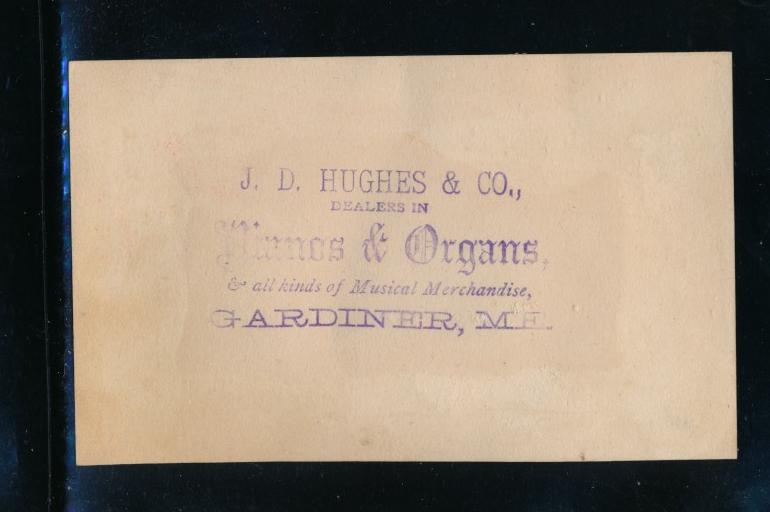 J. D. HUGHES & CO.,
DEALERS IN
Pianos & Organs,
& all kinds of Musical Merchandise,
GARDINER, ME.